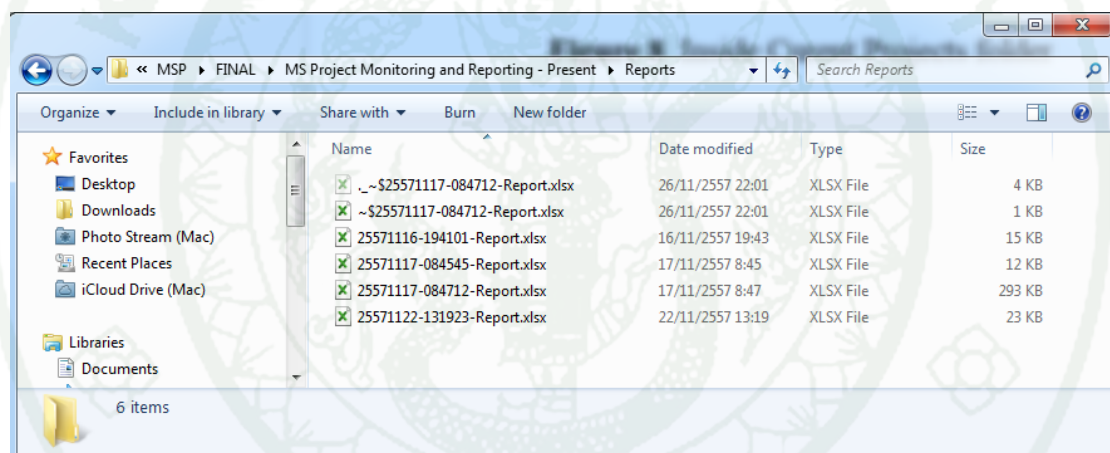 Figure 8 Inside Curent Projects folder
« MSP ▸ FINAL ▸ MS Project Monitoring and Reporting - Present ▸ Reports
Search Reports
Organize Include in library Share with Burn New folder
Favorites
Desktop
Downloads
Photo Stream (Mac)
Recent Places
iCloud Drive (Mac)
Libraries
Documents
Name Date modified Type Size
._~$25571117-084712-Report.xlsx 26/11/2557 22:01 XLSX File 4 KB
~$25571117-084712-Report.xlsx 26/11/2557 22:01 XLSX File 1 KB
25571116-194101-Report.xlsx 16/11/2557 19:43 XLSX File 15 KB
25571117-084545-Report.xlsx 17/11/2557 8:45 XLSX File 12 KB
25571117-084712-Report.xlsx 17/11/2557 8:47 XLSX File 293 KB
25571122-131923-Report.xlsx 22/11/2557 13:19 XLSX File 23 KB
6 items